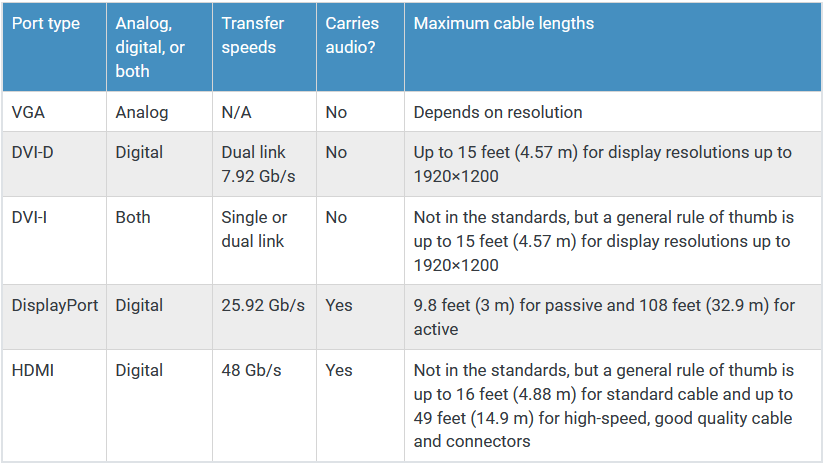 Port type
Analog,
digital, or
both
Transfer
speeds
Carries
audio?
Maximum cable lengths
VGA
Analog
N/A
No
Depends on resolution
DVI-D
Digital
Dual link
7.92 Gb/s
No
Up to 15 feet (4.57 m) for display resolutions up to
1920×1200
DVI-I
Both
Single or
dual link
No
Not in the standards, but a general rule of thumb is
up to 15 feet (4.57 m) for display resolutions up to
1920×1200
DisplayPort
Digital
25.92 Gb/s
Yes
9.8 feet (3 m) for passive and 108 feet (32.9 m) for
active
HDMI
Digital
48 Gb/s
Yes
Not in the standards, but a general rule of thumb is
up to 16 feet (4.88 m) for standard cable and up to
49 feet (14.9 m) for high-speed, good quality cable
and connectors